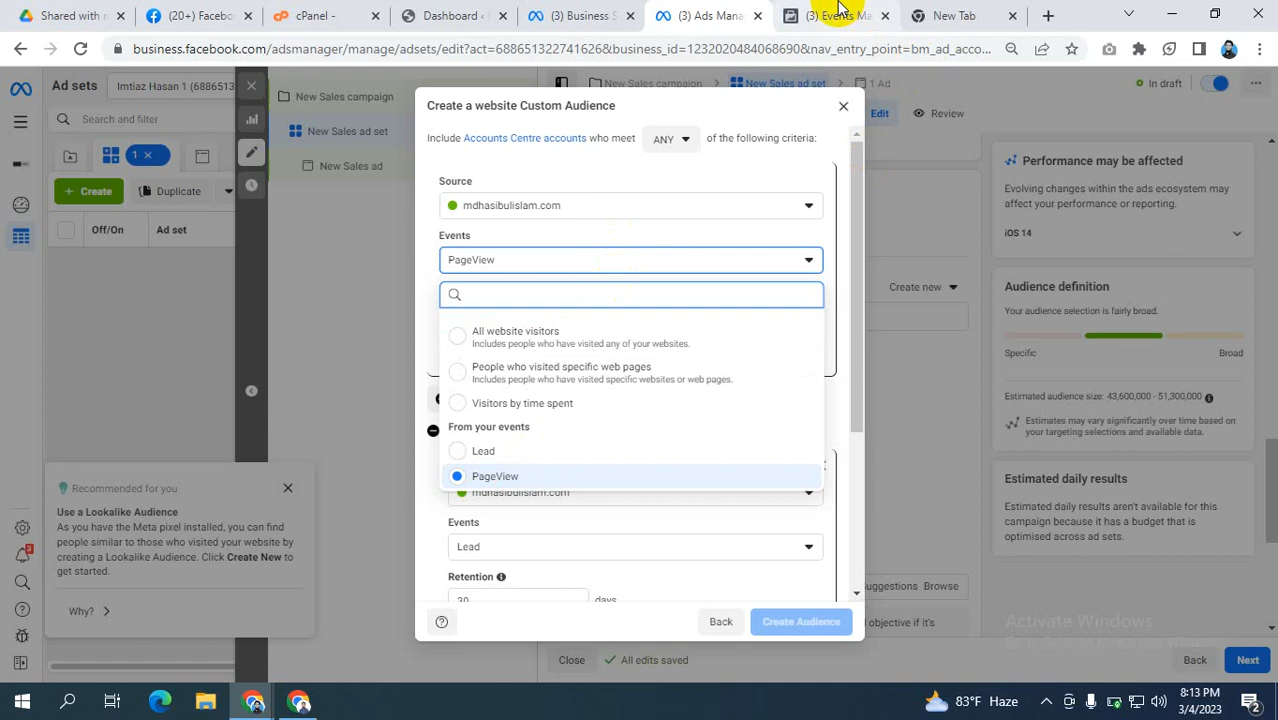 Shared with m
(20+) Faceboo
cPanel -
Dashboard ‹
(3) Business S
(3) Ads Mana
(3) Events Ma
New Tab
business.facebook.com/adsmanager/manage/adsets/edit?act=688651322741626&business_id=1232020484068690&nav_entry_point=bm_ad_acco...
Ad sets
Imtiaz Hasan 1 (6886513
New Sales campaign
New Sales campaign
New Sales ad set
1 Ad
In draft
Search and filter
New Sales ad set
New Sales ad
Edit
Review
1
Create
Duplicate
Off/On
Ad set
Create a website Custom Audience
Include Accounts Centre accounts who meet ANY of the following criteria:
Source
mdhasibulislam.com
Events
PageView
All website visitors
Includes people who have visited any of your websites.
People who visited specific web pages
Includes people who have visited specific websites or web pages.
Visitors by time spent
From your events
Lead
PageView
mdhasibulislam.com
Events
Lead
Retention
30 days
Back
Create Audience
Performance may be affected
Evolving changes within the ads ecosystem may affect your performance or reporting.
iOS 14
Create new
Audience definition
Your audience selection is fairly broad.
Specific
Broad
Estimated audience size: 43,600,000 - 51,300,000
Estimates may vary significantly over time based on your targeting selections and available data.
Estimated daily results
Estimated daily results aren't available for this campaign because it has a budget that is optimised across ad sets.
Suggestions
Browse
d objective if it's
Recommended for you
Use a Lookalike Audience
As you have the Meta pixel installed, you can find people similar to those who visited your website by creating a Lookalike Audience. Click Create New to get started.
Why?
Activate Windows
Go to Settings to activate Windows.
Close
All edits saved
Back
Next
3
83°F Haze
8:13 PM
3/4/2023
2